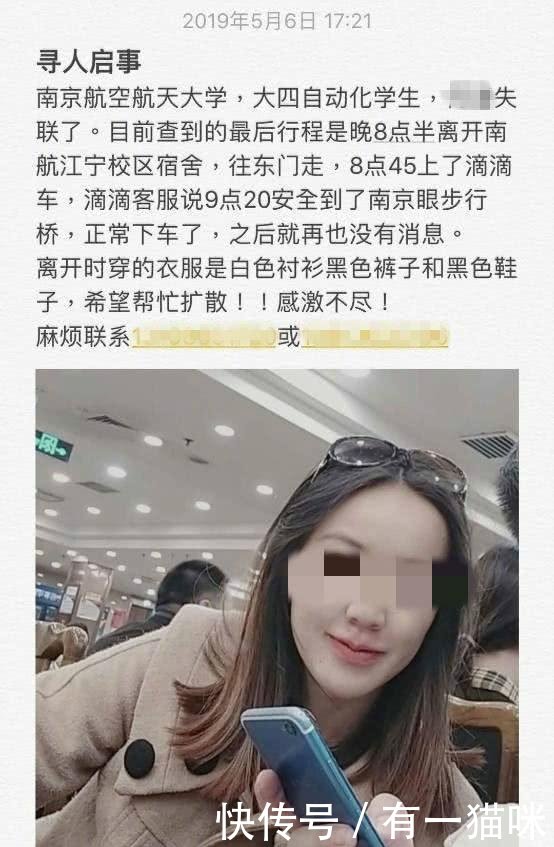 2019年5月6日 17:21
寻人启事
南京航空航天大学，大四自动化学生，失
联了。目前查到的最后行程是晚8点半离开南
航江宁校区宿舍，往东门走，8点45上了滴滴
车，滴滴客服说9点20安全到了南京眼步行
桥，正常下车了，之后就再也没有消息。
离开时穿的衣服是白色衬衫黑色裤子和黑色鞋
子，希望帮忙扩散！！感激不尽！
麻烦联系或
快传号 / 有一猫咪